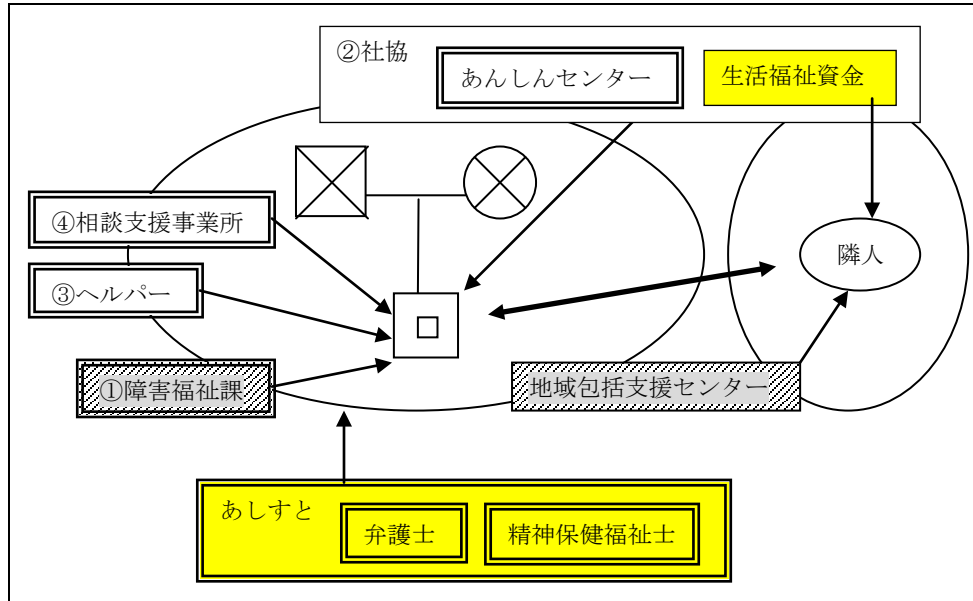 ②社協
あんしんセンター
生活福祉資金
④相談支援事業所
③ヘルパー
隣人
①障害福祉課
地域包括支援センター
あしすと
弁護士
精神保健福祉士